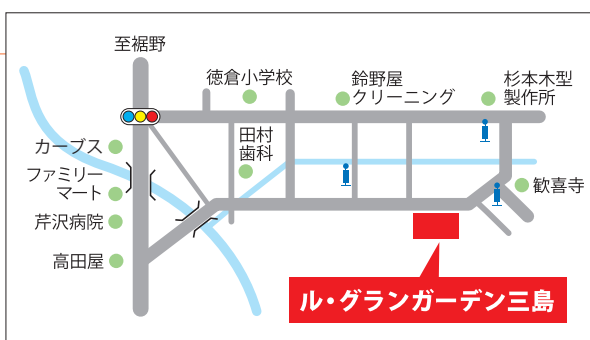 至裾野
徳倉小学校
鈴野屋
クリーニング
杉本木型
製作所
田村
歯科
カーブス
ファミリー
マート
芹沢病院
高田屋
歓喜寺
ル・グランガーデン三島